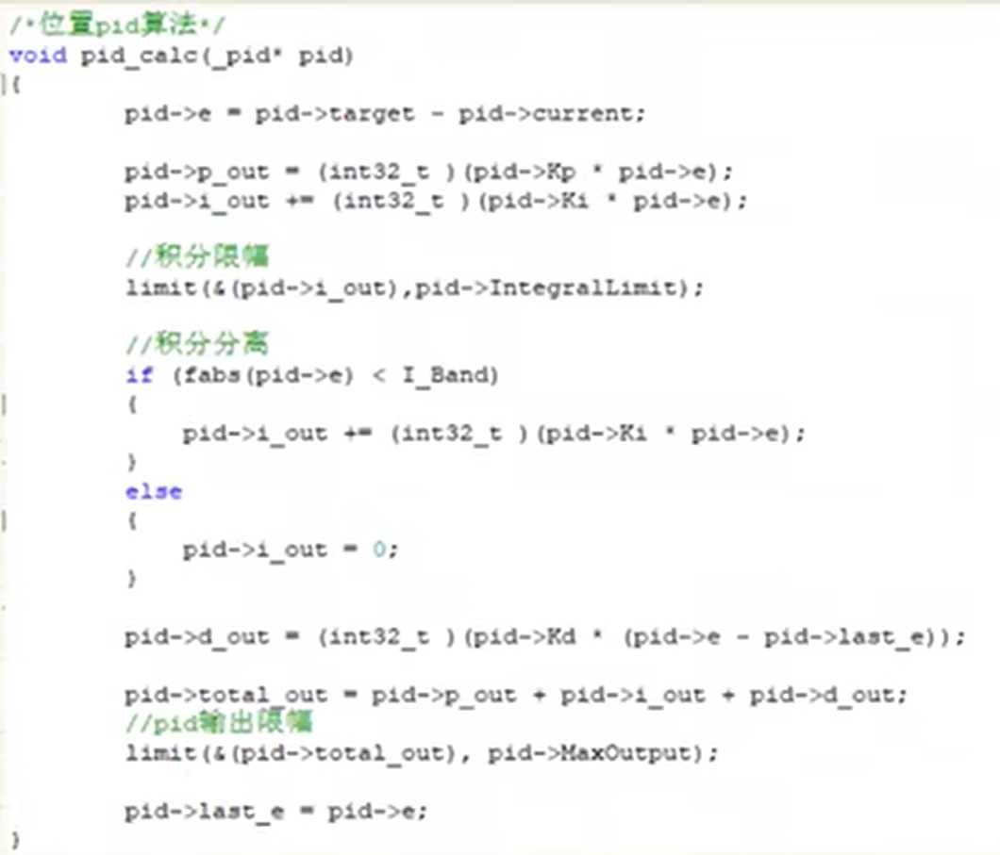 /*位置pid算法*/
void pid_calc(_pid* pid)
{
pid->e = pid->target - pid->current;
pid->p_out = (int32_t )(pid->Kp * pid->e);
pid->i_out += (int32_t )(pid->Ki * pid->e);
//积分限幅
limit(&(pid->i_out),pid->IntegralLimit);
//积分分离
if (fabs(pid->e) < I_Band)
{
pid->i_out += (int32_t )(pid->Ki * pid->e);
}
else
{
pid->i_out = 0;
}
pid->d_out = (int32_t )(pid->Kd * (pid->e - pid->last_e));
pid->total_out = pid->p_out + pid->i_out + pid->d_out;
//pid输出限幅
limit(&(pid->total_out), pid->MaxOutput);
pid->last_e = pid->e;
}